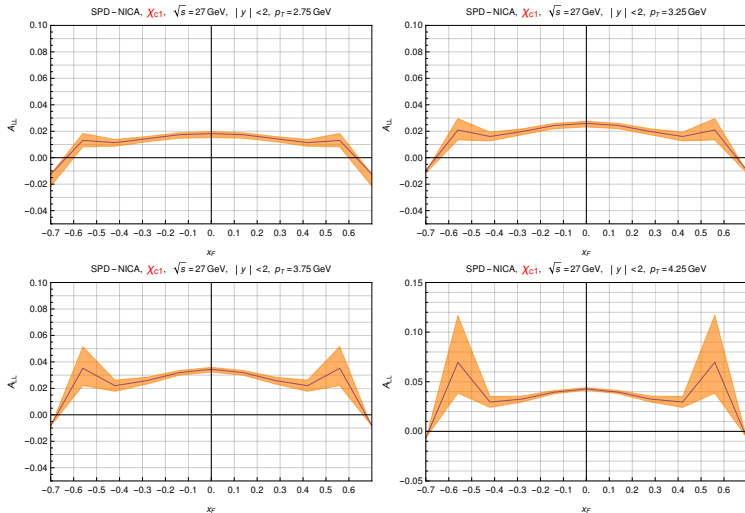 SPD-NICA, χc1, √s = 27 GeV, | y | < 2, pT = 2.75 GeV
0.10
0.08
0.06
0.04
0.02
0.00
-0.02
-0.04
ALL
-0.7 -0.6 -0.5 -0.4 -0.3 -0.2 -0.1 0. 0.1 0.2 0.3 0.4 0.5 0.6
xF
SPD-NICA, χc1, √s = 27 GeV, | y | < 2, pT = 3.25 GeV
0.10
0.08
0.06
0.04
0.02
0.00
-0.02
-0.04
ALL
-0.7 -0.6 -0.5 -0.4 -0.3 -0.2 -0.1 0. 0.1 0.2 0.3 0.4 0.5 0.6
xF
SPD-NICA, χc1, √s = 27 GeV, | y | < 2, pT = 3.75 GeV
0.10
0.08
0.06
0.04
0.02
0.00
-0.02
-0.04
ALL
-0.7 -0.6 -0.5 -0.4 -0.3 -0.2 -0.1 0. 0.1 0.2 0.3 0.4 0.5 0.6
xF
SPD-NICA, χc1, √s = 27 GeV, | y | < 2, pT = 4.25 GeV
0.15
0.10
0.05
0.00
-0.05
ALL
-0.7 -0.6 -0.5 -0.4 -0.3 -0.2 -0.1 0. 0.1 0.2 0.3 0.4 0.5 0.6
xF